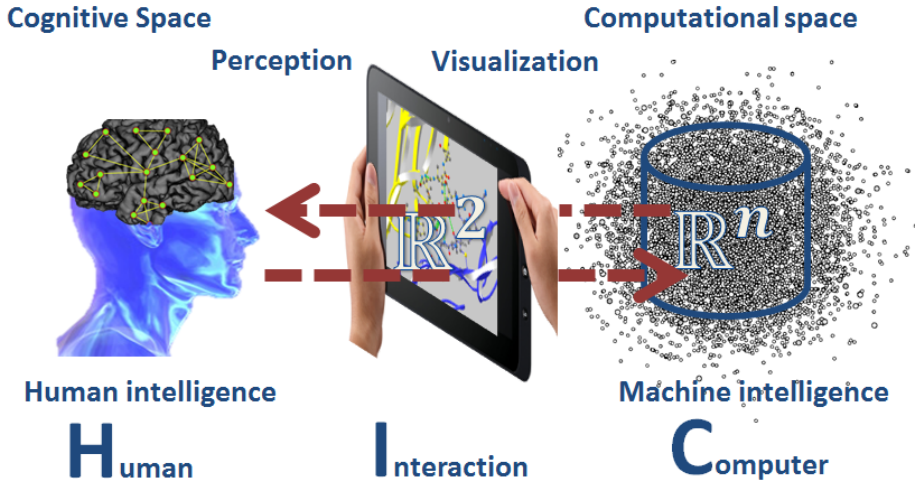 Cognitive Space
Computational space
Perception
Visualization
ℝ²
ℝⁿ
Human intelligence
Machine intelligence
Human
Interaction
Computer